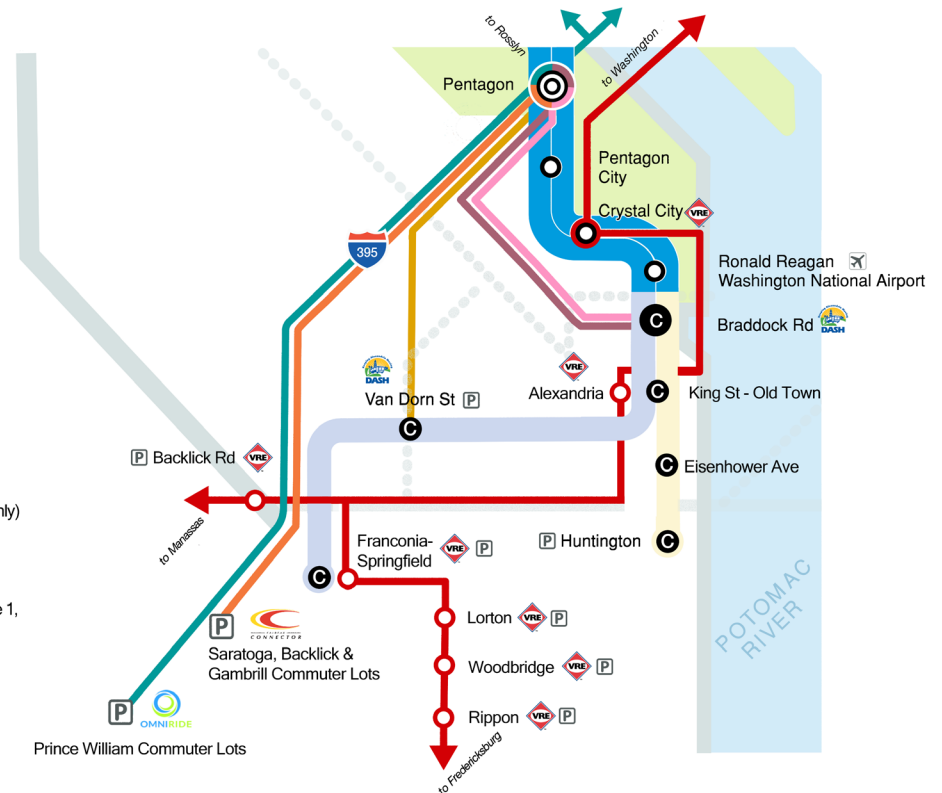 to Rosslyn
to Washington
Pentagon
Pentagon
City
Crystal City
VRE
395
Ronald Reagan
Washington National Airport
C
Braddock Rd
DASH
VRE
DASH
Alexandria
C
King St - Old Town
Van Dorn St
P
C
P
Backlick Rd
VRE
C
Eisenhower Ave
nly)
to Manassas
Franconia-
Springfield
VRE
P
P
Huntington
C
C
e 1,
P
CONNECTOR
Lorton
VRE
P
POTOMAC
RIVER
Saratoga, Backlick &
Gambrill Commuter Lots
Woodbridge
VRE
P
P
OMNIRIDE
Rippon
VRE
P
Prince William Commuter Lots
to Fredericksburg